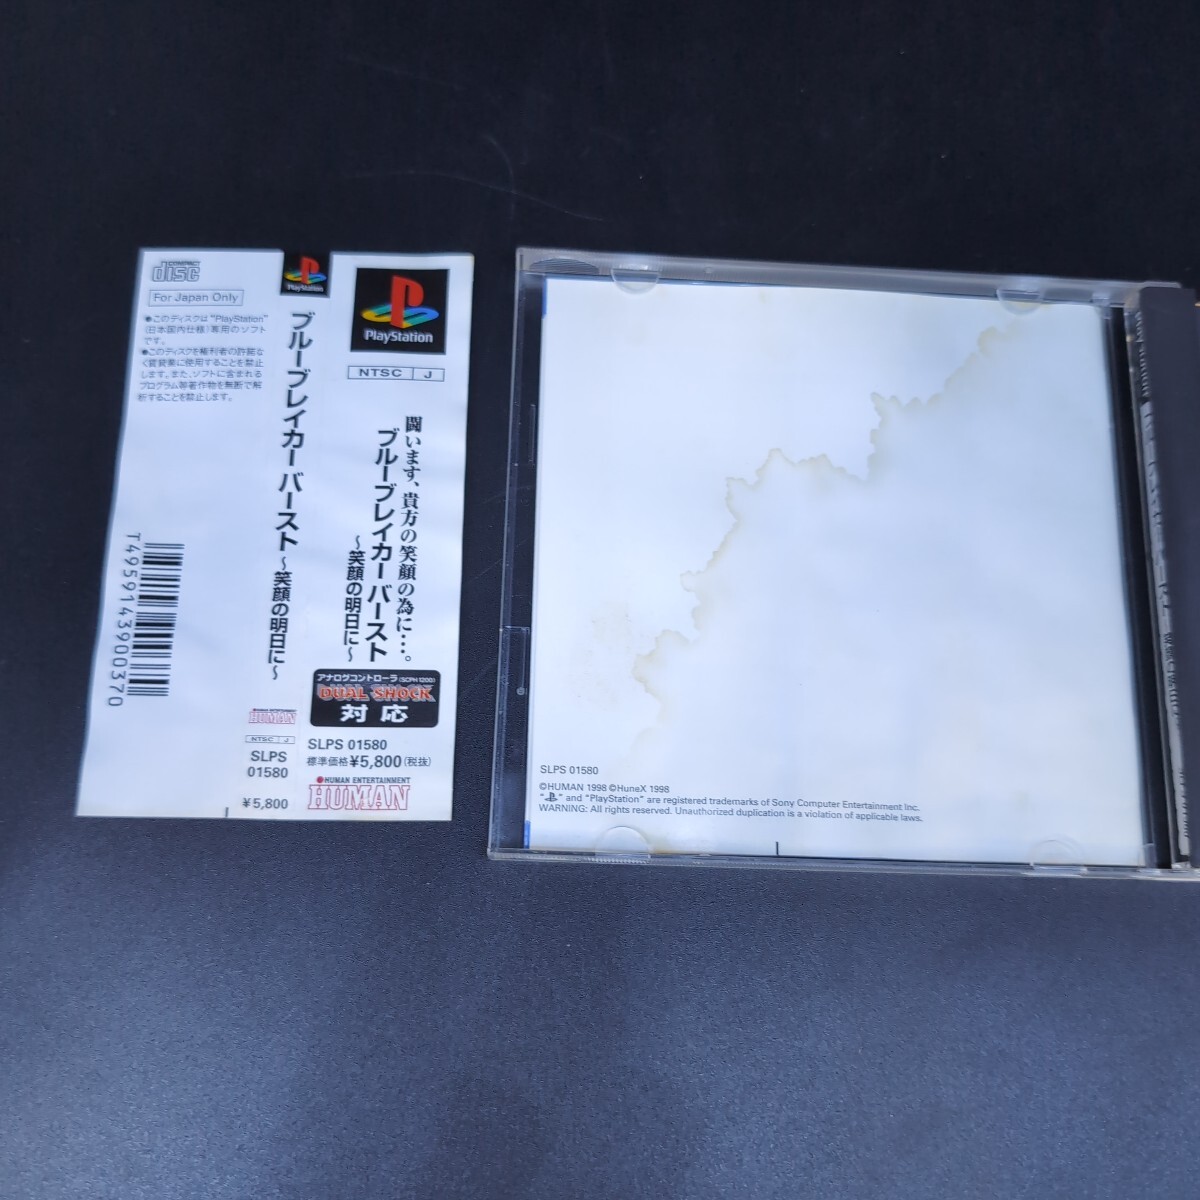 COMPACT
disc
For Japan Only
●このディスクは"PlayStation"
(日本国内仕様)専用のソフト
です。
●このディスクを権利者の許諾な
く賃貸業に使用することを禁止
します。また、ソフトに含まれる
プログラム等著作物を無断で解
析することを禁止します。
T4959143900370
PlayStation
ブルーブレイカーバースト ～笑顔の明日に～
HUMAN ENTERTAINMENT
HUMAN
NTSC J
SLPS
01580
¥5,800
PlayStation
NTSC J
闘います、貴方の笑顔の為に…。
ブルーブレイカーバースト
～笑顔の明日に～
アナログコントローラ(SCPH 1200)
DUAL SHOCK
対応
SLPS 01580
標準価格¥5,800(税抜)
HUMAN ENTERTAINMENT
HUMAN
SLPS 01580
©HUMAN 1998 ©HuneX 1998
" " and "PlayStation" are registered trademarks of Sony Computer Entertainment Inc.
WARNING: All rights reserved. Unauthorized duplication is a violation of applicable laws.